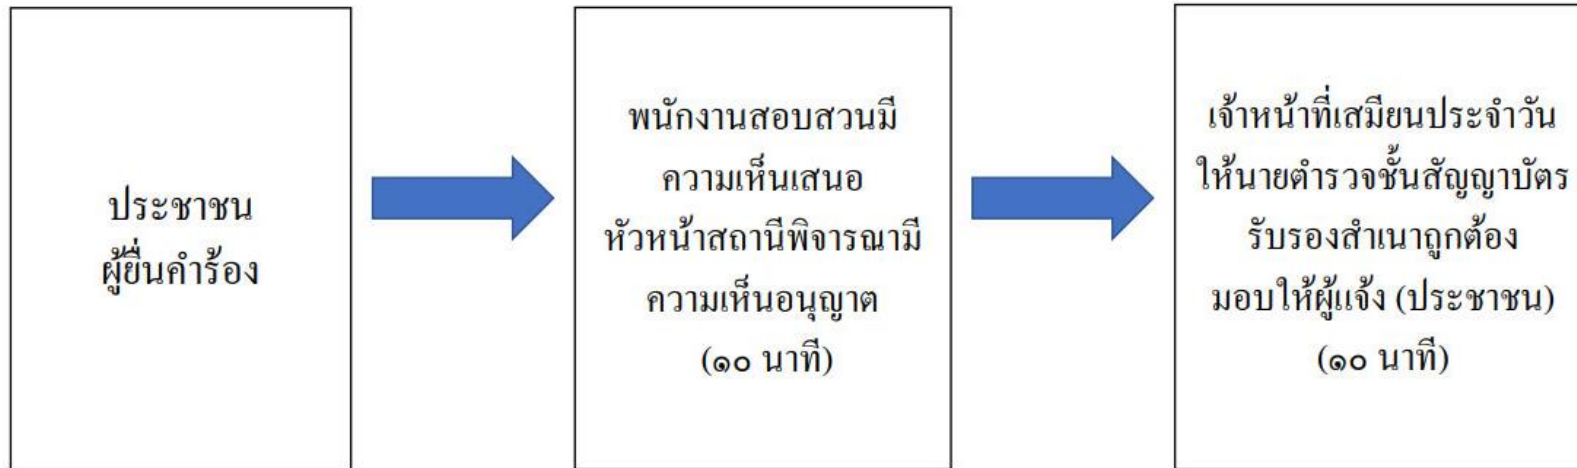 ประชาชน
ผู้ยื่นคำร้อง
พนักงานสอบสวนมี
ความเห็นเสนอ
หัวหน้าสถานีพิจารณามี
ความเห็นอนุญาต
(๑๐ นาที)
เจ้าหน้าที่เสมียนประจำวัน
ให้นายตำรวจชั้นสัญญาบัตร
รับรองสำเนาถูกต้อง
มอบให้ผู้แจ้ง (ประชาชน)
(๑๐ นาที)